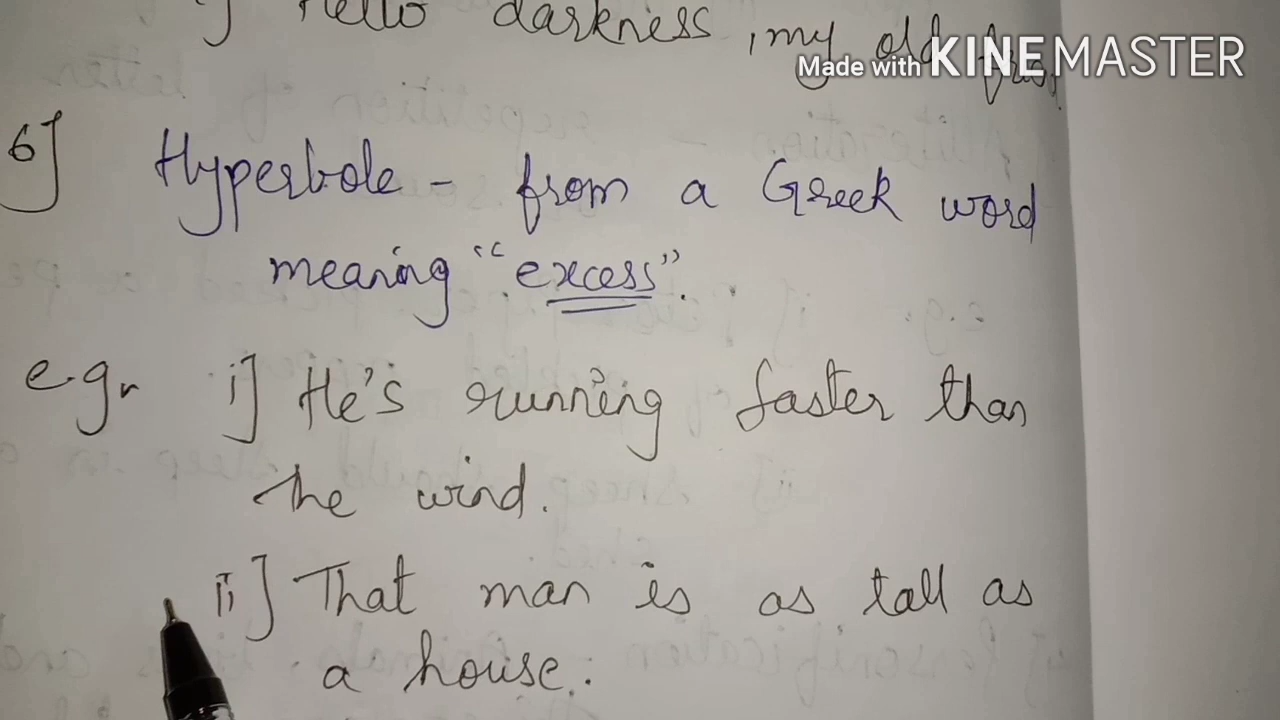 i] Hello darkness, my old
Made with KINEMASTER
6] Hyperbole - from a Greek word
meaning "excess".
e.g. i] He's running faster than
the wind.
ii] That man is as tall as
a house.